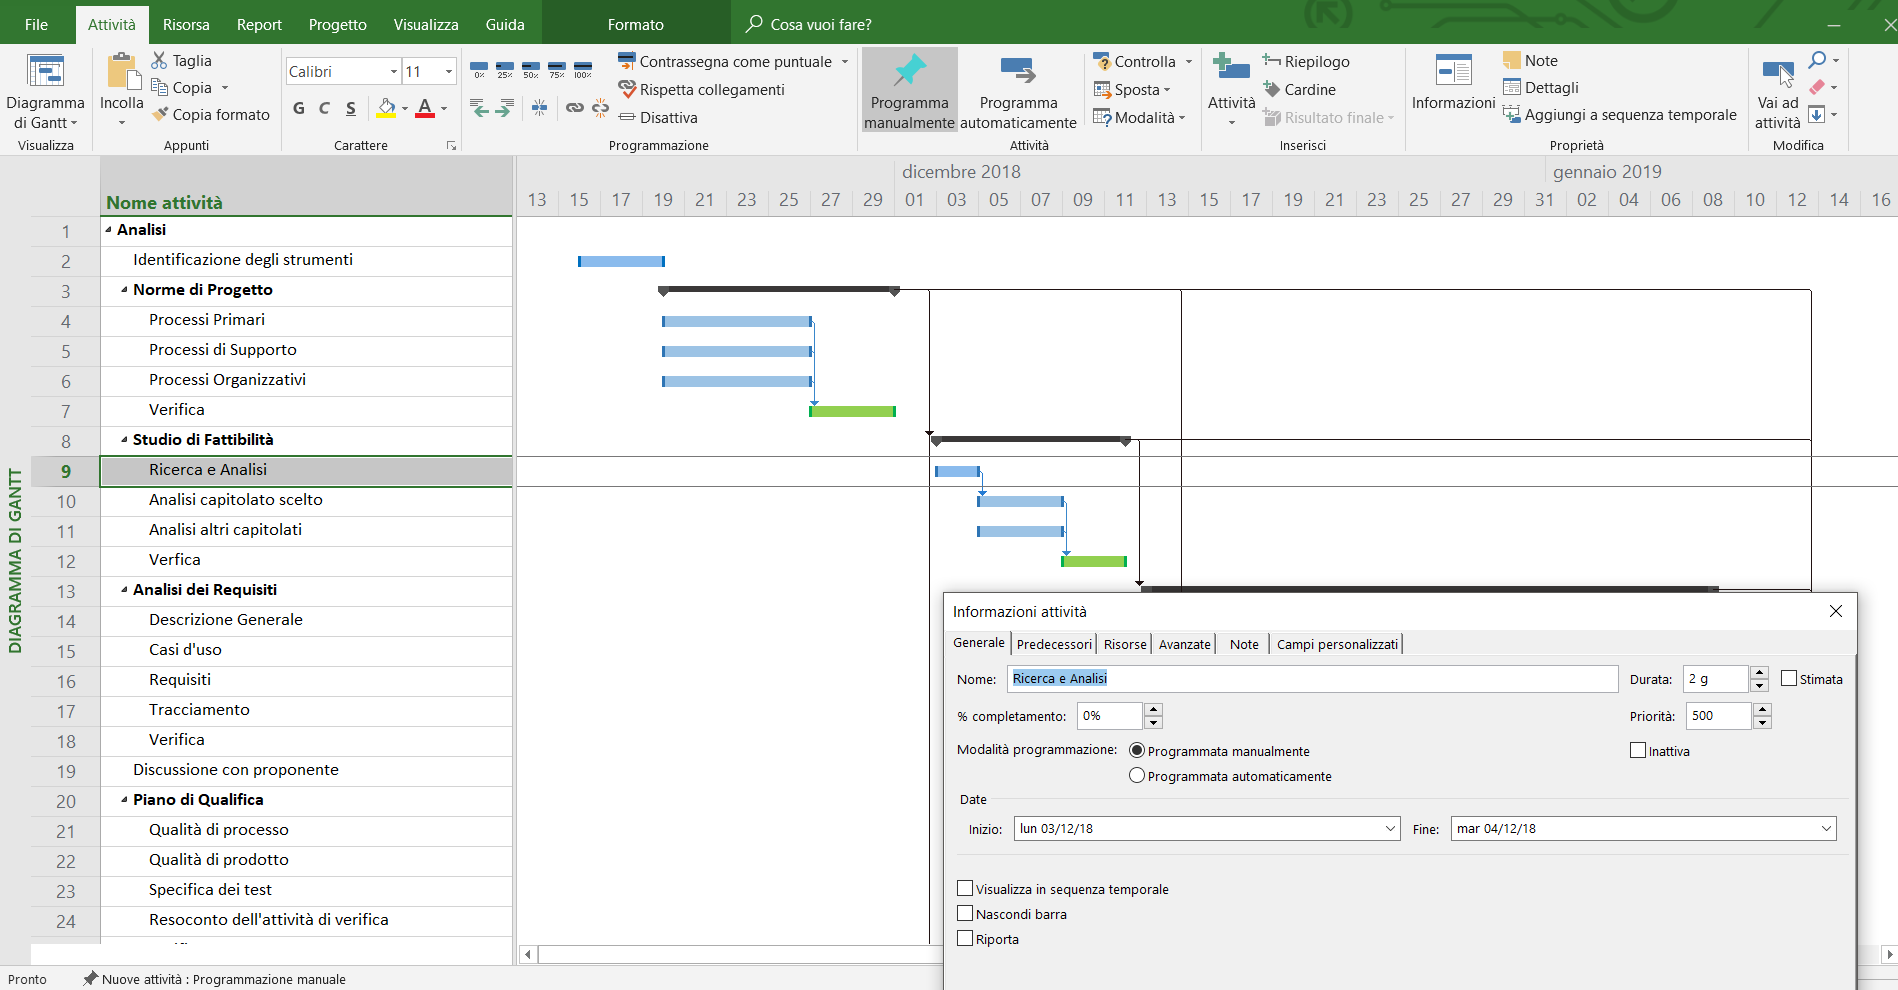 File Attività Risorsa Report Progetto Visualizza Guida Formato Cosa vuoi fare?
Diagramma di Gantt
Visualizza
Incolla
Taglia
Copia
Copia formato
Appunti
Calibri 11
G C S A
Carattere
0% 25% 50% 75% 100%
Contrassegna come puntuale
Rispetta collegamenti
Disattiva
Programmazione
Programma manualmente
Programma automaticamente
Controlla
Sposta
Modalità
Attività
Attività
Riepilogo
Cardine
Risultato finale
Inserisci
Informazioni
Note
Dettagli
Aggiungi a sequenza temporale
Proprietà
Vai ad attività
Modifica
dicembre 2018 gennaio 2019
Nome attività
13 15 17 19 21 23 25 27 29 01 03 05 07 09 11 13 15 17 19 21 23 25 27 29 31 02 04 06 08 10 12 14 16
DIAGRAMMA DI GANTT
1 Analisi
2 Identificazione degli strumenti
3 Norme di Progetto
4 Processi Primari
5 Processi di Supporto
6 Processi Organizzativi
7 Verifica
8 Studio di Fattibilità
9 Ricerca e Analisi
10 Analisi capitolato scelto
11 Analisi altri capitolati
12 Verfica
13 Analisi dei Requisiti
14 Descrizione Generale
15 Casi d'uso
16 Requisiti
17 Tracciamento
18 Verifica
19 Discussione con proponente
20 Piano di Qualifica
21 Qualità di processo
22 Qualità di prodotto
23 Specifica dei test
24 Resoconto dell'attività di verifica
Informazioni attività
Generale Predecessori Risorse Avanzate Note Campi personalizzati
Nome: Ricerca e Analisi Durata: 2 g Stimata
% completamento: 0% Priorità: 500
Modalità programmazione: Programmata manualmente Inattiva
Programmata automaticamente
Date
Inizio: lun 03/12/18 Fine: mar 04/12/18
Visualizza in sequenza temporale
Nascondi barra
Riporta
Pronto Nuove attività : Programmazione manuale